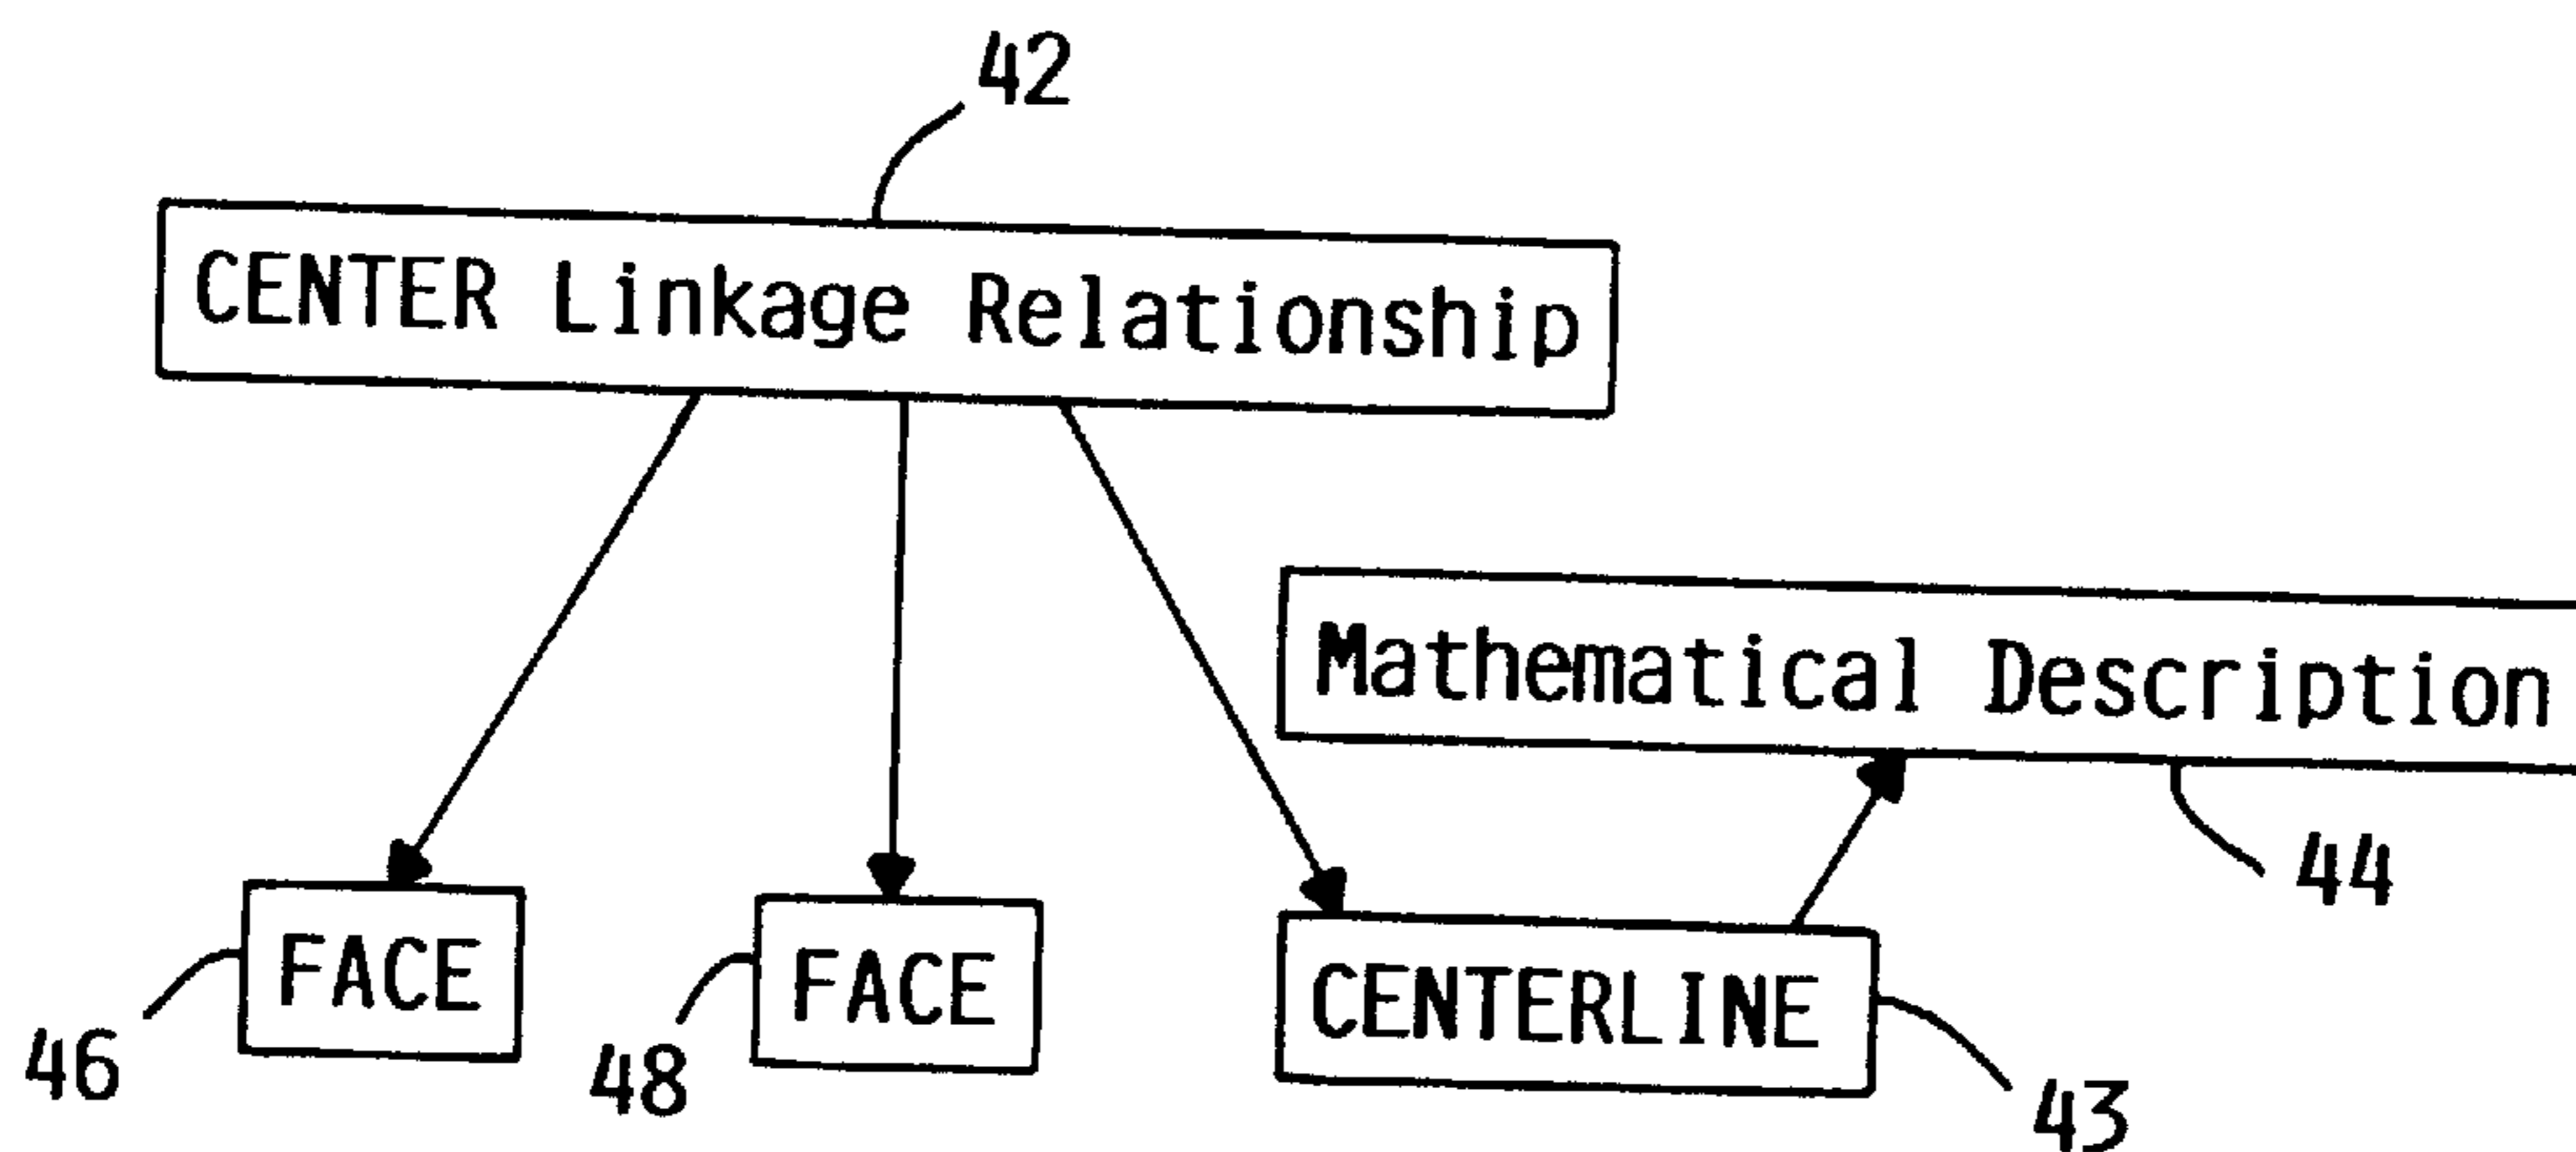 42
CENTER Linkage Relationship
Mathematical Description
44
FACE
FACE
CENTERLINE
46
48
43